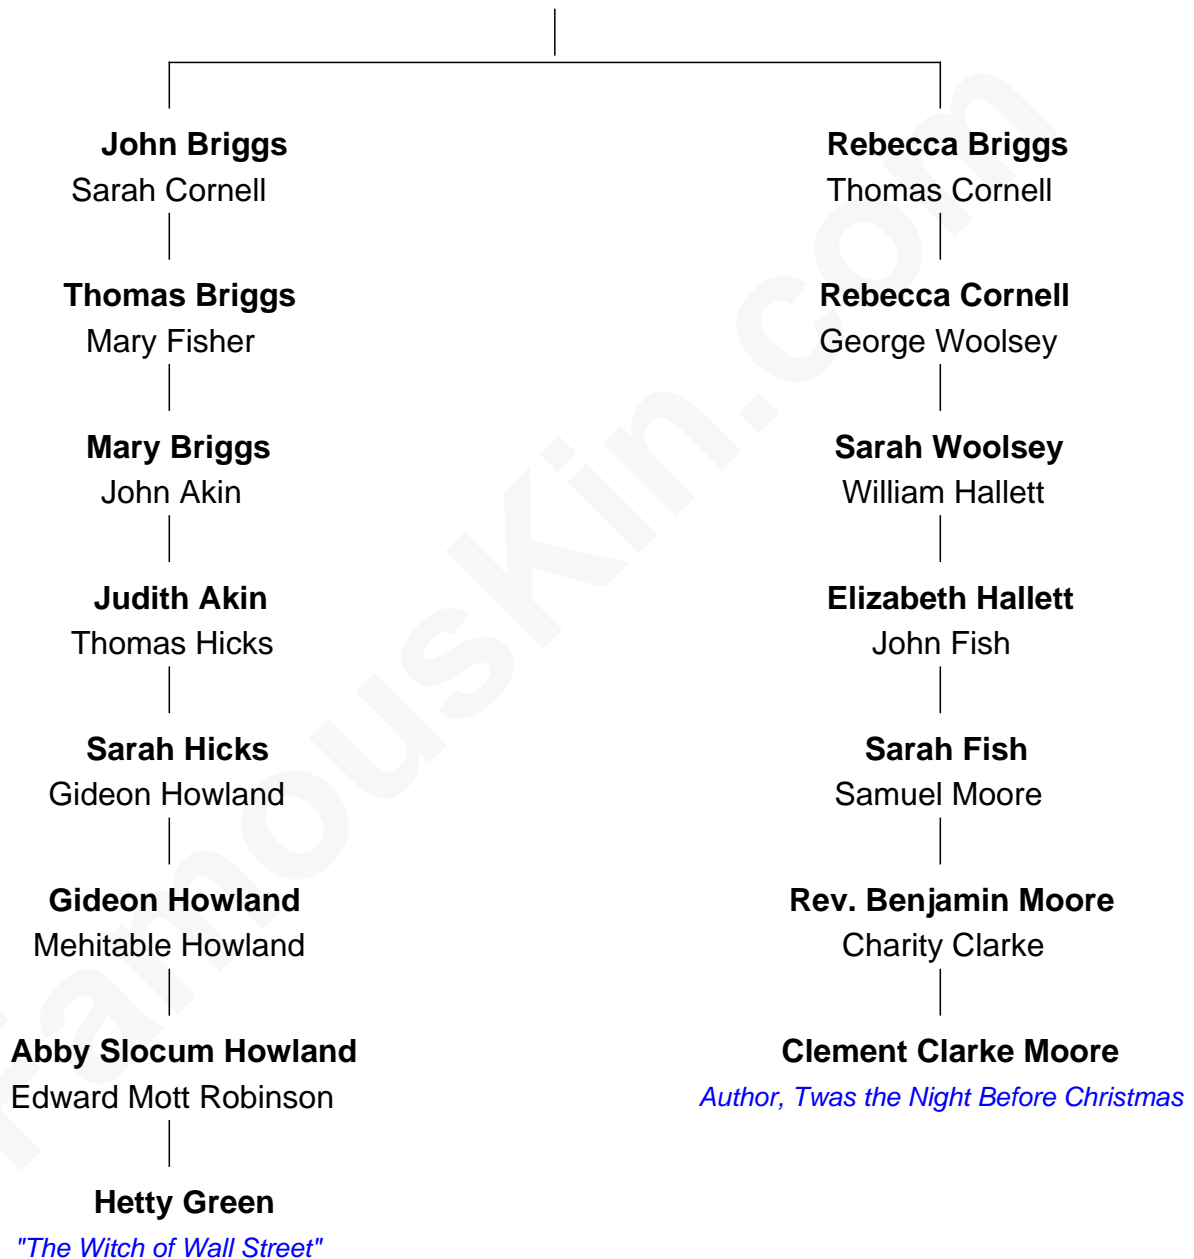 John Briggs
Sarah Cornell
Thomas Briggs
Mary Fisher
Mary Briggs
John Akin
Judith Akin
Thomas Hicks
Sarah Hicks
Gideon Howland
Gideon Howland
Mehitable Howland
Abby Slocum Howland
Edward Mott Robinson
Hetty Green
"The Witch of Wall Street"
Rebecca Briggs
Thomas Cornell
Rebecca Cornell
George Woolsey
Sarah Woolsey
William Hallett
Elizabeth Hallett
John Fish
Sarah Fish
Samuel Moore
Rev. Benjamin Moore
Charity Clarke
Clement Clarke Moore
Author, Twas the Night Before Christmas
FamousKin.com